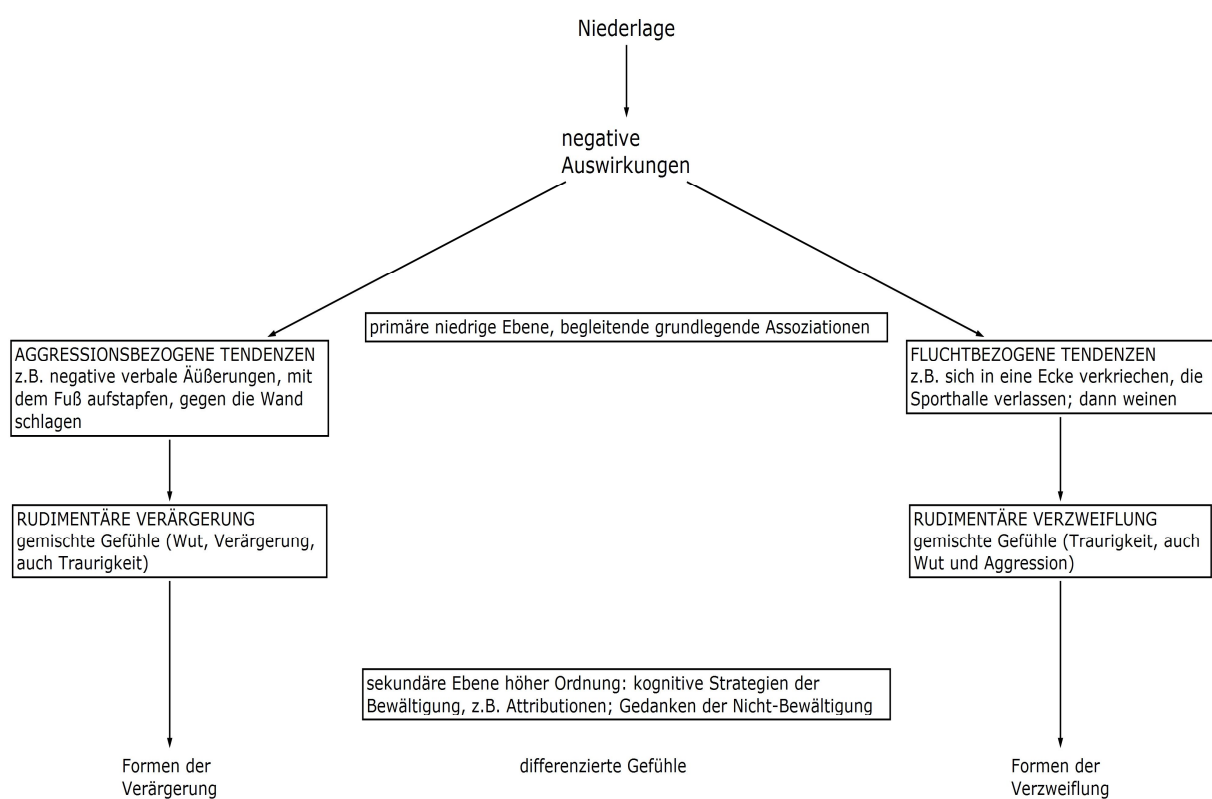 Niederlage
negative
Auswirkungen
primäre niedrige Ebene, begleitende grundlegende Assoziationen
AGGRESSIONSBEZOGENE TENDENZEN
z.B. negative verbale Äüßerungen, mit
dem Fuß aufstapfen, gegen die Wand
schlagen
FLUCHTBEZOGENE TENDENZEN
z.B. sich in eine Ecke verkriechen, die
Sporthalle verlassen; dann weinen
RUDIMENTÄRE VERÄRGERUNG
gemischte Gefühle (Wut, Verärgerung,
auch Traurigkeit)
RUDIMENTÄRE VERZWEIFLUNG
gemischte Gefühle (Traurigkeit, auch
Wut und Aggression)
sekundäre Ebene höher Ordnung: kognitive Strategien der
Bewältigung, z.B. Attributionen; Gedanken der Nicht-Bewältigung
Formen der
Verärgerung
differenzierte Gefühle
Formen der
Verzweiflung